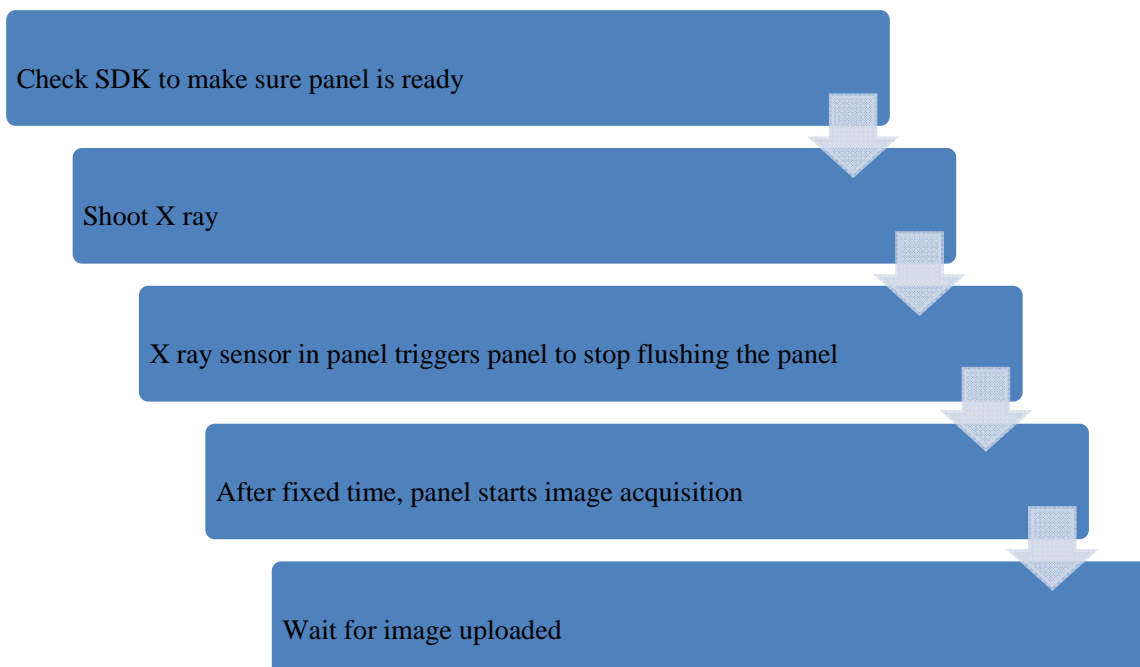 Check SDK to make sure panel is ready
Shoot X ray
X ray sensor in panel triggers panel to stop flushing the panel
After fixed time, panel starts image acquisition
Wait for image uploaded